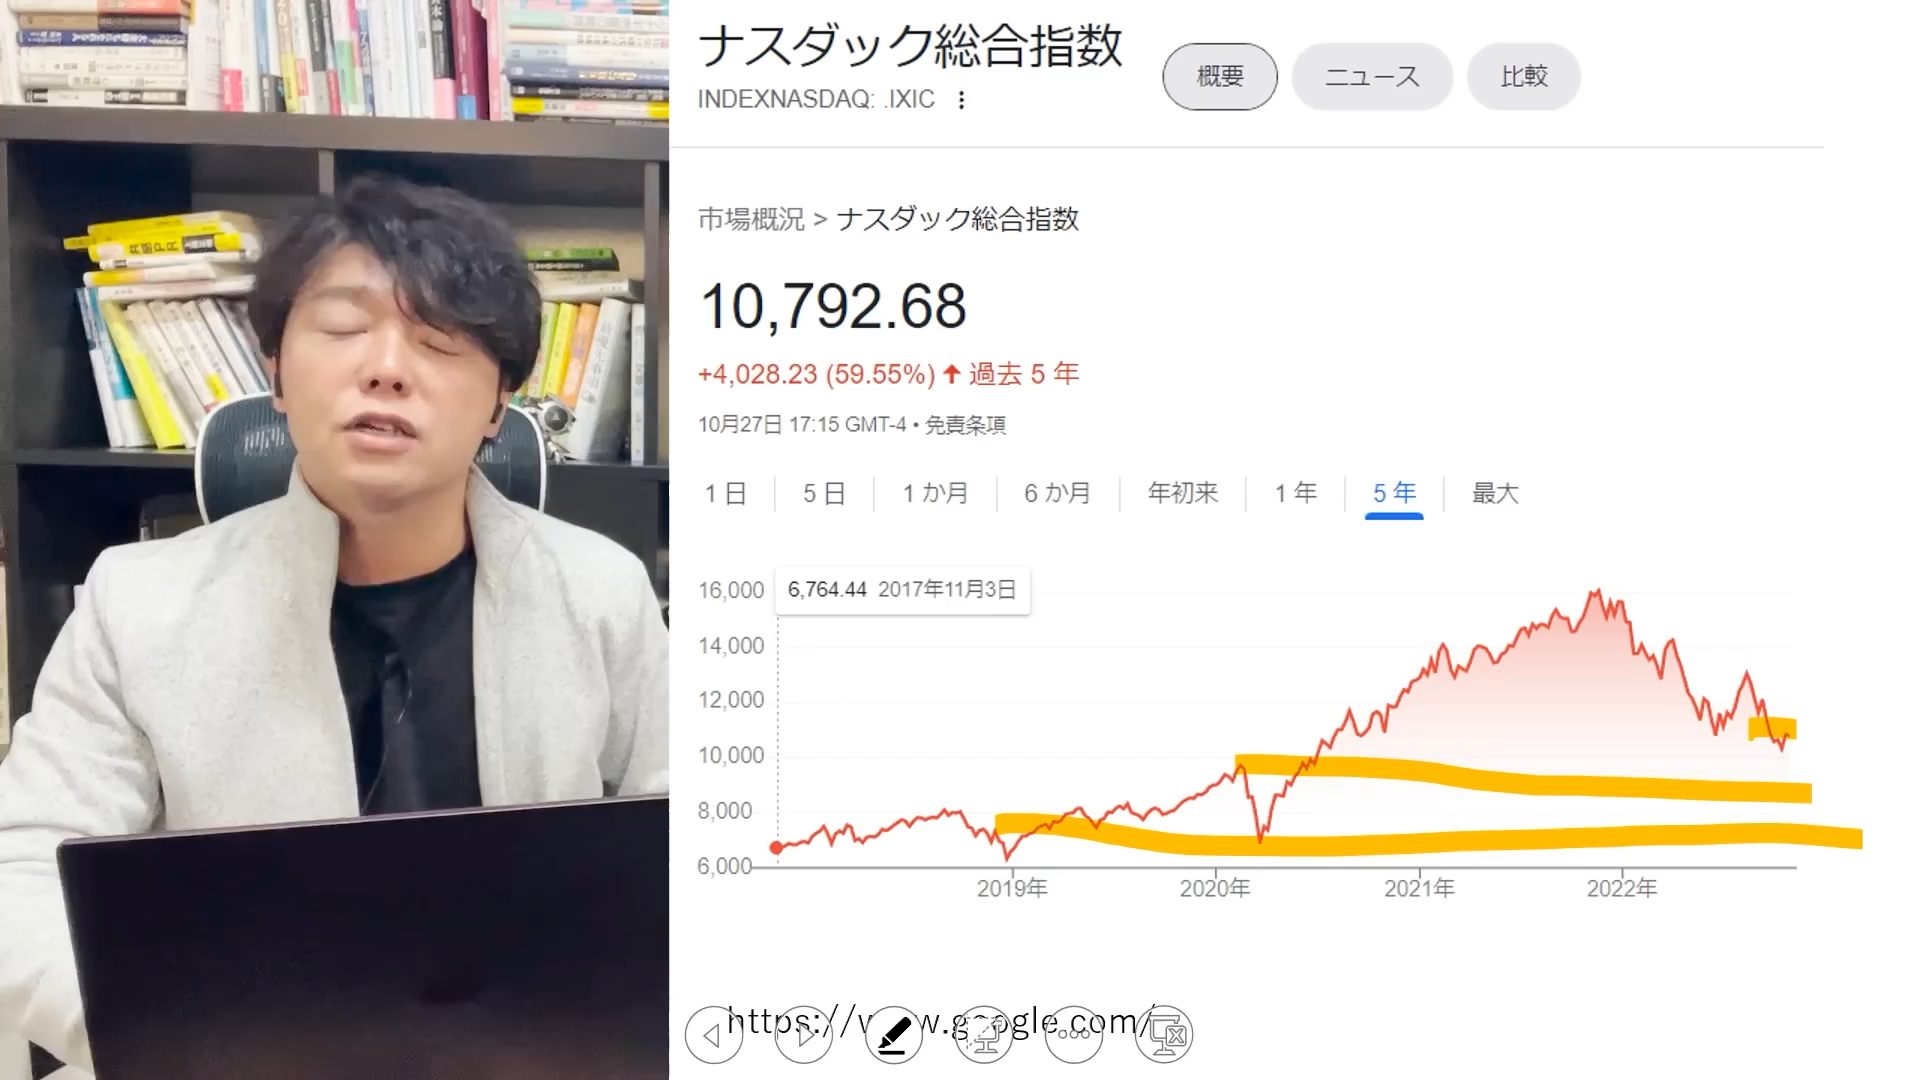 ナスダック総合指数
概要
ニュース
比較
INDEXNASDAQ: .IXIC
市場概況 > ナスダック総合指数
10,792.68
+4,028.23 (59.55%) 過去 5 年
10月27日 17:15 GMT-4 • 免責条項
1 日
5 日
1 か月
6 か月
年初来
1 年
5 年
最大
6,764.44 2017年11月3日
16,000
14,000
12,000
10,000
8,000
6,000
2019年
2020年
2021年
2022年
https://www.google.com/